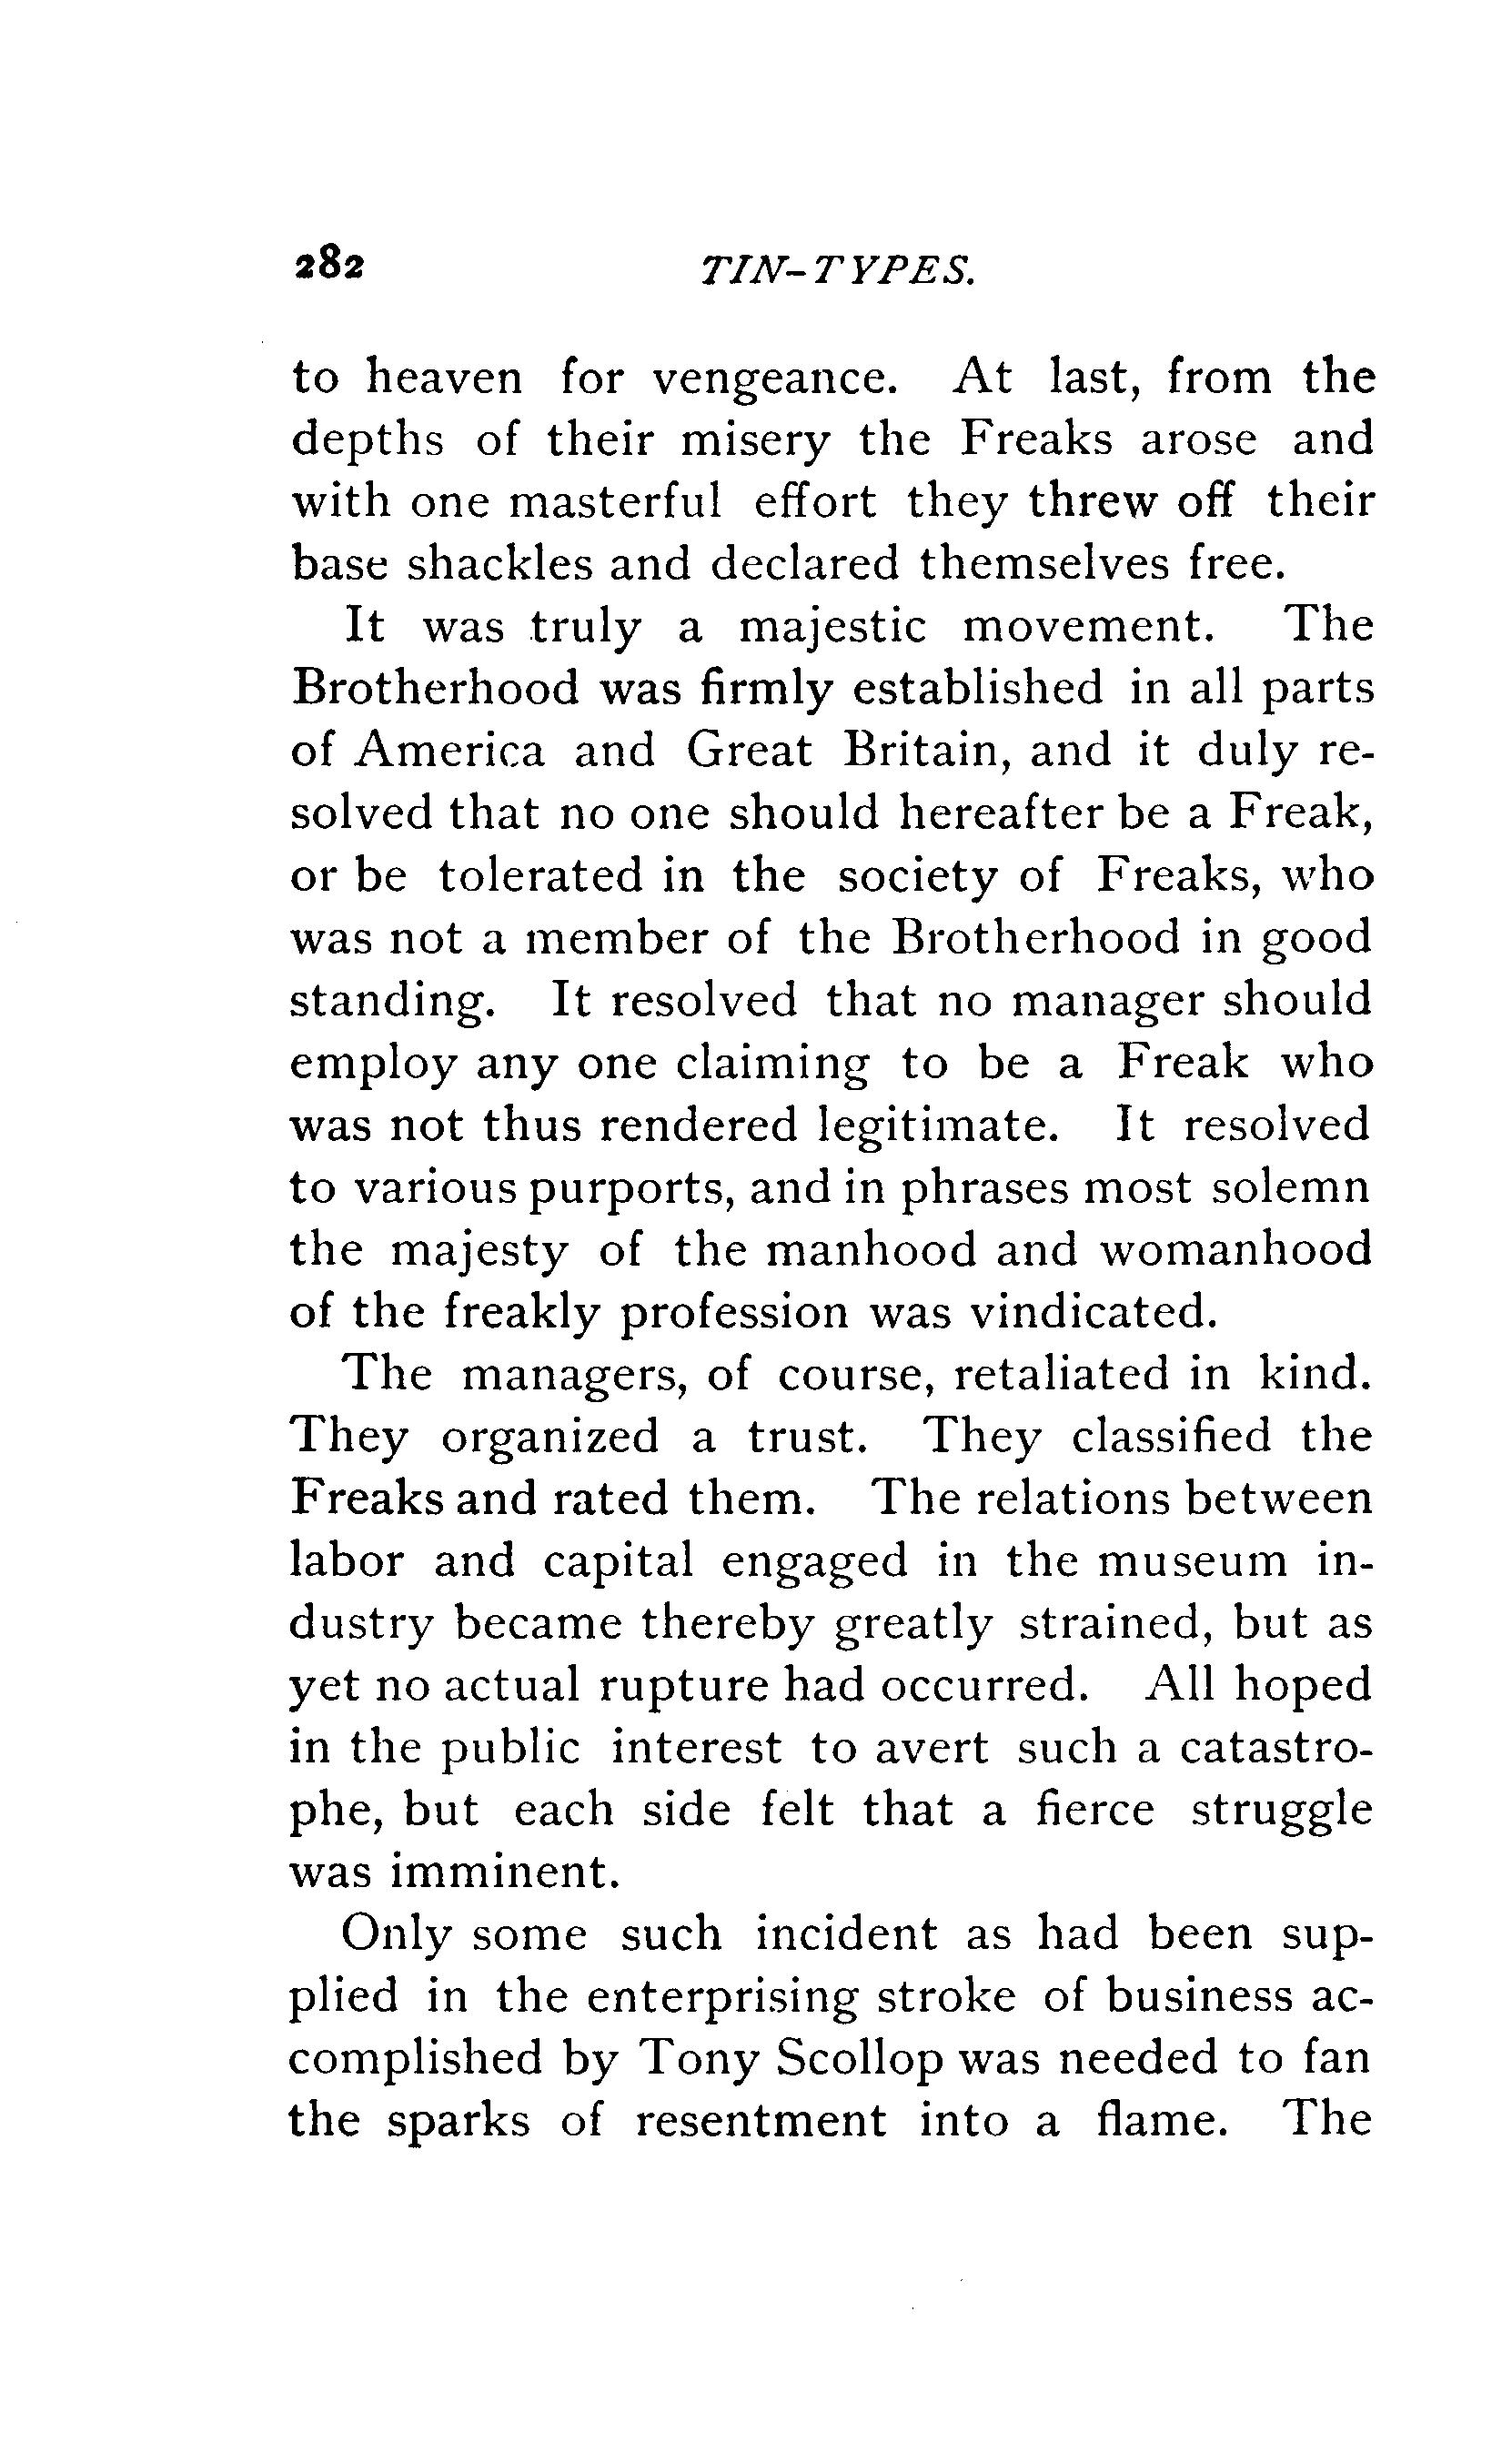 282 TIN-TYPES.
to heaven for vengeance. At last, from the
depths of their misery the Freaks arose and
with one masterful effort they threw off their
base shackles and declared themselves free.
It was truly a majestic movement. The
Brotherhood was firmly established in all parts
of America and Great Britain, and it duly re-
solved that no one should hereafter be a Freak,
or be tolerated in the society of Freaks, who
was not a member of the Brotherhood in good
standing. It resolved that no manager should
employ any one claiming to be a Freak who
was not thus rendered legitimate. It resolved
to various purports, and in phrases most solemn
the majesty of the manhood and womanhood
of the freakly profession was vindicated.
The managers, of course, retaliated in kind.
They organized a trust. They classified the
Freaks and rated them. The relations between
labor and capital engaged in the museum in-
dustry became thereby greatly strained, but as
yet no actual rupture had occurred. All hoped
in the public interest to avert such a catastro-
phe, but each side felt that a fierce struggle
was imminent.
Only some such incident as had been sup-
plied in the enterprising stroke of business ac-
complished by Tony Scollop was needed to fan
the sparks of resentment into a flame. The